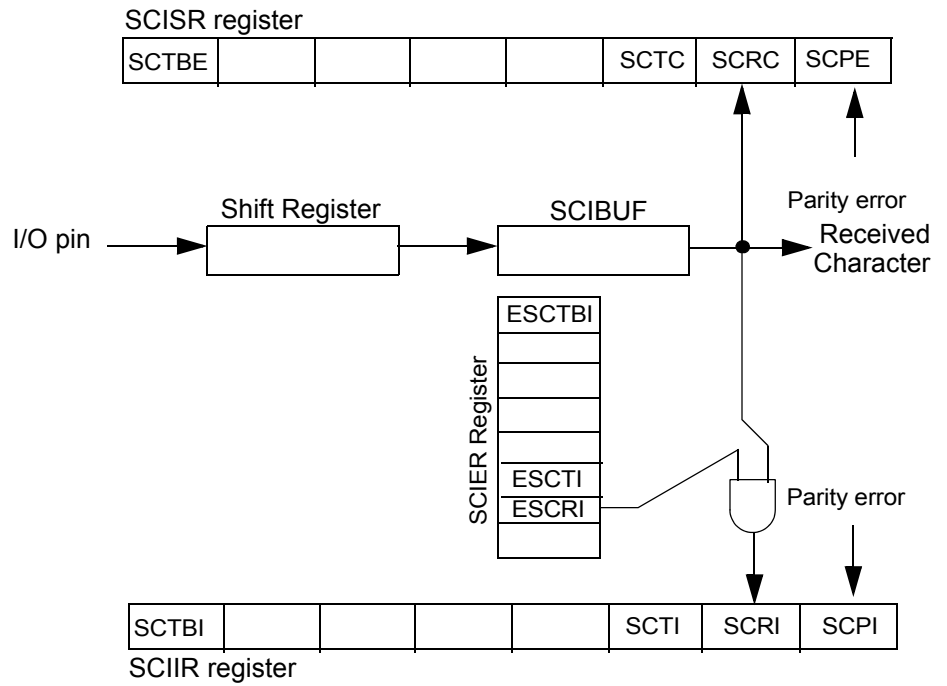 SCISR register
SCTBE SCTC SCRC SCPE
Parity error
Shift Register SCIBUF
I/O pin
Received
Character
ESCTBI
SCIER Register
ESCTI
ESCRI
Parity error
SCTBI SCTI SCRI SCPI
SCIIR register